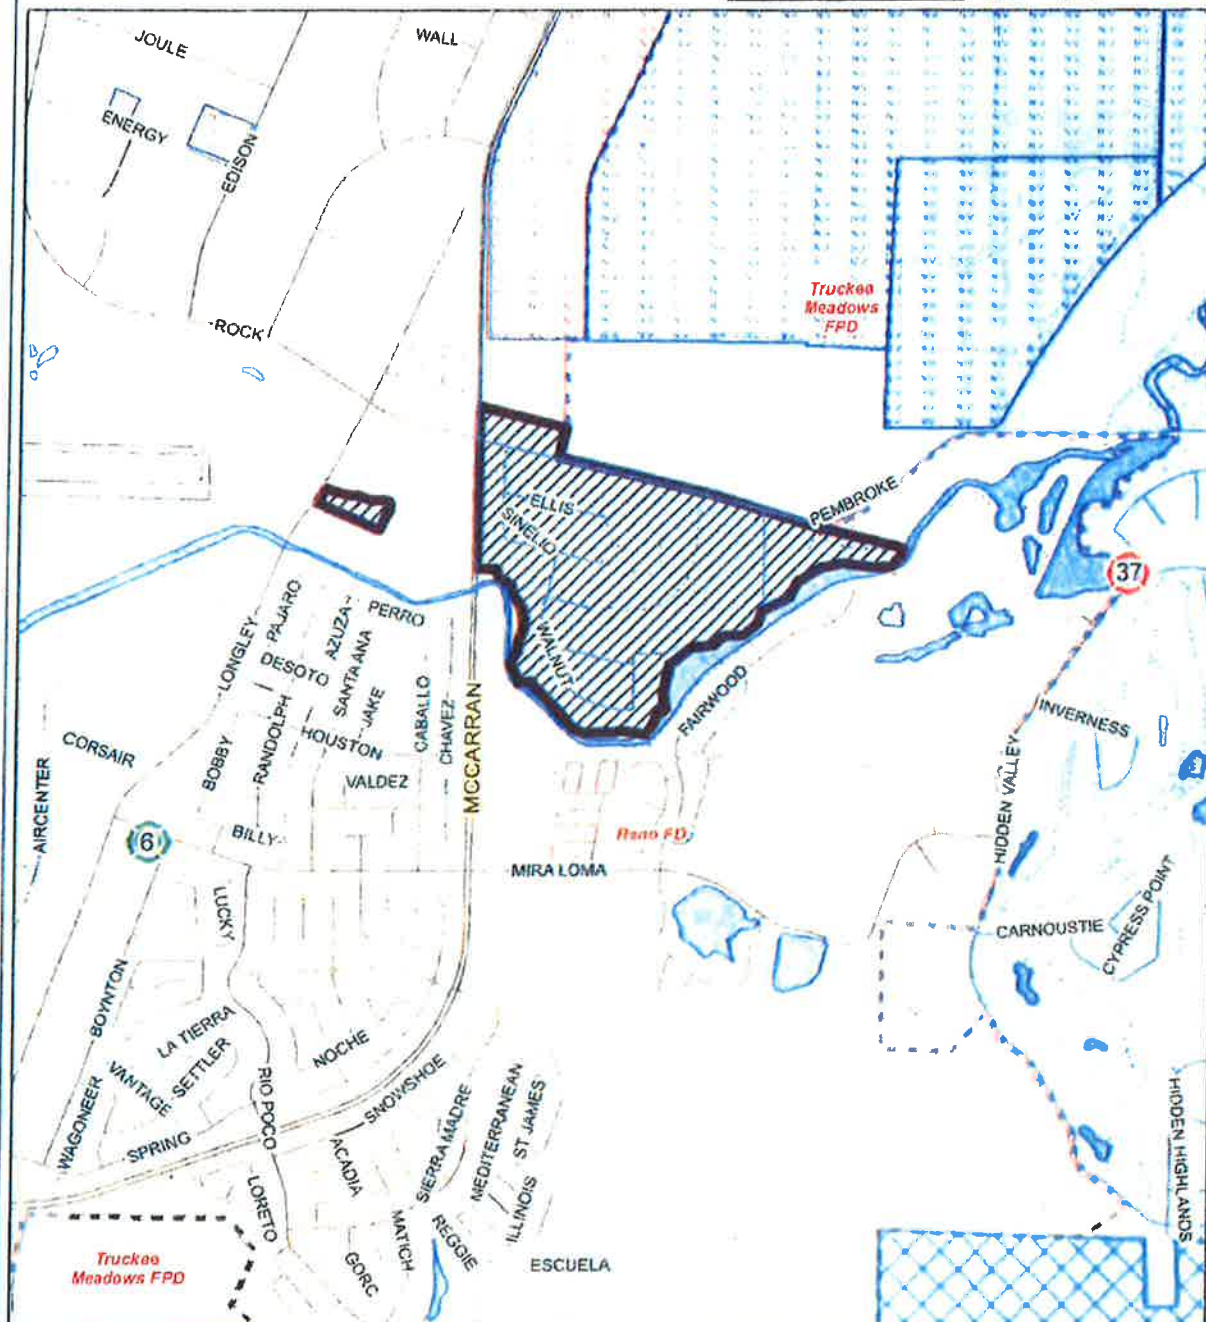 JOULE
WALL
ENERGY
EDISON
Truckee
Meadows
FPD
ROCK
PEMBROKE
ELLIS
SINELIO
37
PAJARO
AZUZA
PERRO
LONGLEY
DESOTO
SANTA ANA
WALNUT
JAKE
CABALLO
CHAVEZ
MCCARRAN
FAIRWOOD
RANDOLPH
HOUSTON
INVERNESS
CORSAIR
BOBBY
VALDEZ
HIDDEN VALLEY
AIRCENTER
6
BILLY
Reno FD
MIRA LOMA
LUCKY
CARNOUSTIE
CYPRESS POINT
BOYNTON
LA TIERRA
SETTLER
NOCHE
VANTAGE
RIO POCO
SNOWSHOE
WAGONEER
SPRING
ACADIA
SIERRA MADRE
MEDITERRANEAN
ST JAMES
HIDDEN HIGHLANDS
LORETO
MATICH
REGGIE
ILLINOIS
Truckee
Meadows FPD
GORC
ESCUELA